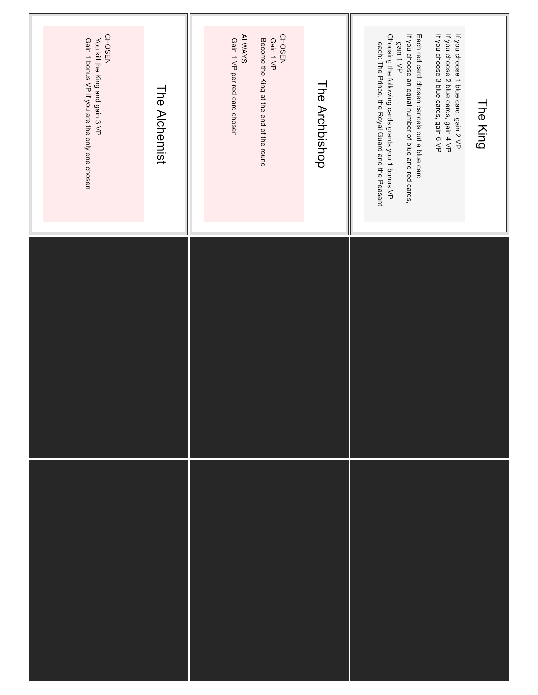 The King
If you choose 1 blue card, gain 2 VP
If you choose 2 blue cards, gain 4 VP
If you choose 3 blue cards, gain 6 VP
Each red card chosen cancels out a blue card
If you choose an equal number of blue and red cards,
gain 1 VP
Choosing the following cards grants you 1 bonus VP
each: The Prince, the Royal Guard and the Peasant
The Archbishop
CHOSEN
Gain 1 VP
Become the King at the end of the round
ALWAYS
Gain 1 VP per red card chosen
The Alchemist
CHOSEN
You kill the King and gain 3 VP
Gain 1 bonus VP if you are the only one chosen